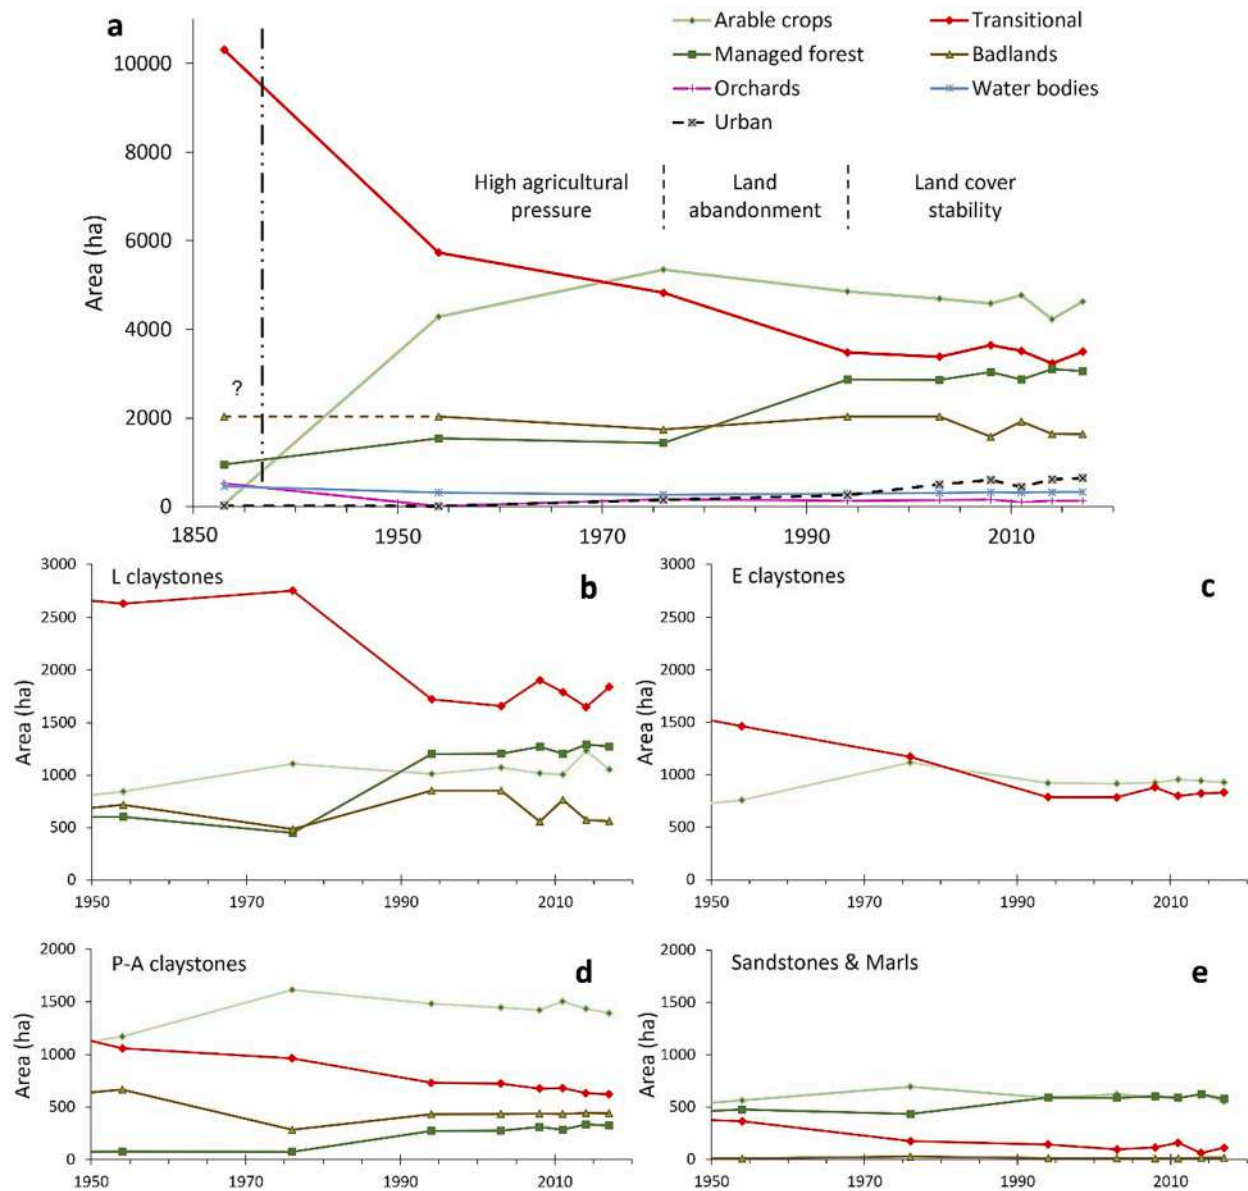 a
Arable crops
Transitional
Managed forest
Badlands
Orchards
Water bodies
Urban
10000
8000
6000
4000
2000
0
Area (ha)
High agricultural
pressure
Land
abandonment
Land cover
stability
?
1850
1950
1970
1990
2010
L claystones
b
3000
2500
2000
1500
1000
500
0
Area (ha)
1950
1970
1990
2010
E claystones
c
3000
2500
2000
1500
1000
500
0
Area (ha)
1950
1970
1990
2010
P-A claystones
d
2000
1500
1000
500
0
Area (ha)
1950
1970
1990
2010
Sandstones & Marls
e
2000
1500
1000
500
0
Area (ha)
1950
1970
1990
2010